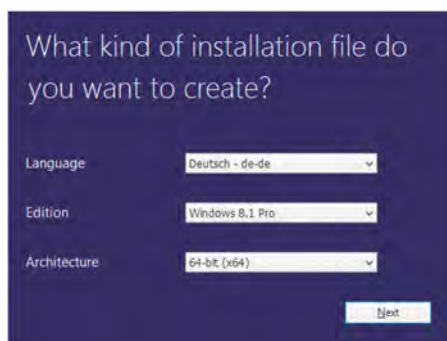 What kind of installation file do
you want to create?
Language Deutsch - de-de
Edition Windows 8.1 Pro
Architecture 64-bit (x64)
Next